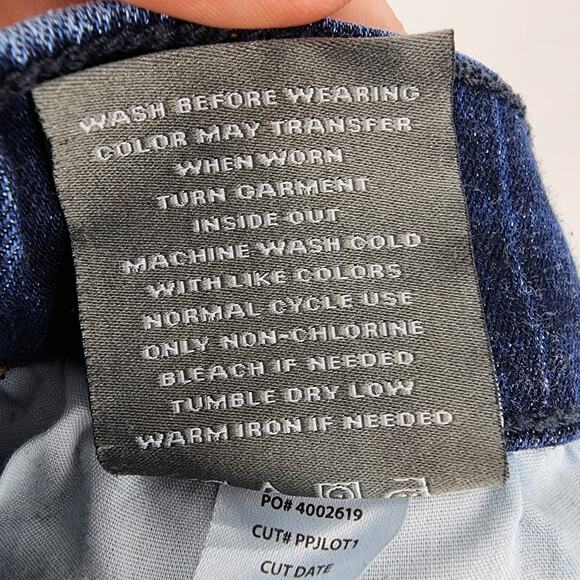 WASH BEFORE WEARING
COLOR MAY TRANSFER
WHEN WORN
TURN GARMENT
INSIDE OUT
MACHINE WASH COLD
WITH LIKE COLORS
NORMAL CYCLE USE
ONLY NON-CHLORINE
BLEACH IF NEEDED
TUMBLE DRY LOW
WARM IRON IF NEEDED
PO# 4002619
CUT# PPJLOT1
CUT DATE